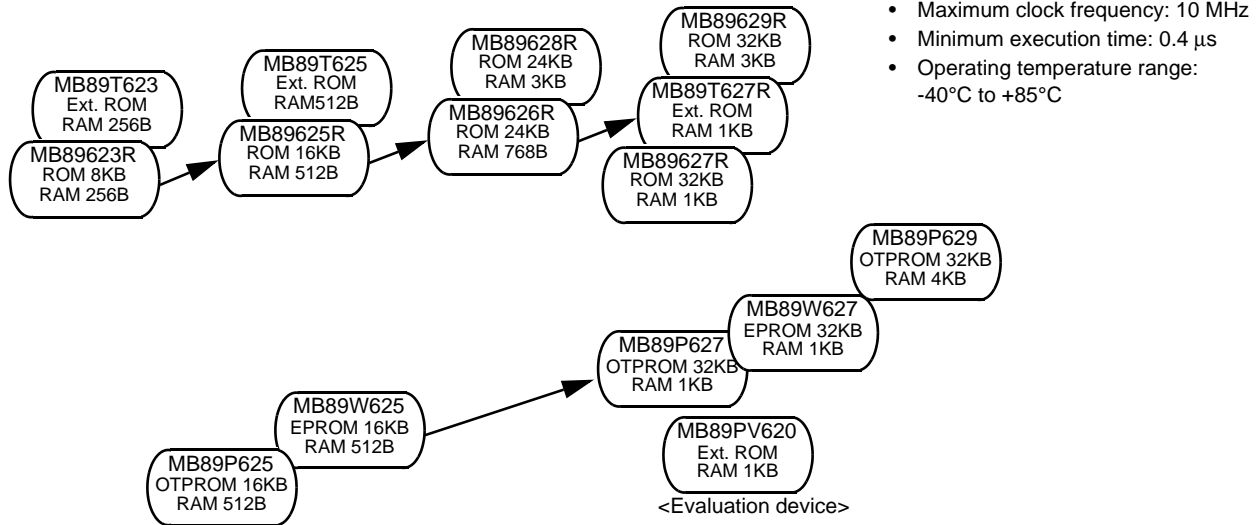 MB89T623
Ext. ROM
RAM 256B
MB89623R
ROM 8KB
RAM 256B
MB89T625
Ext. ROM
RAM512B
MB89625R
ROM 16KB
RAM 512B
MB89628R
ROM 24KB
RAM 3KB
MB89626R
ROM 24KB
RAM 768B
MB89629R
ROM 32KB
RAM 3KB
MB89T627R
Ext. ROM
RAM 1KB
MB89627R
ROM 32KB
RAM 1KB
• Maximum clock frequency: 10 MHz
• Minimum execution time: 0.4 μs
• Operating temperature range:
-40°C to +85°C
MB89P629
OTPROM 32KB
RAM 4KB
MB89W627
EPROM 32KB
RAM 1KB
MB89P627
OTPROM 32KB
RAM 1KB
MB89W625
EPROM 16KB
RAM 512B
MB89P625
OTPROM 16KB
RAM 512B
MB89PV620
Ext. ROM
RAM 1KB
<Evaluation device>